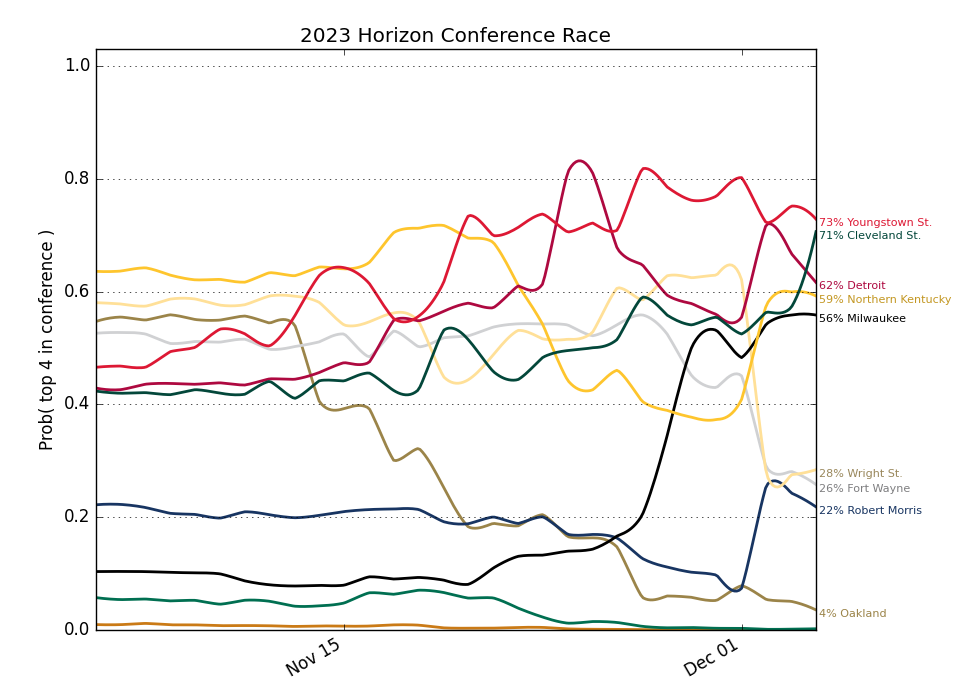 2023 Horizon Conference Race
Prob( top 4 in conference )
1.0
0.8
0.6
0.4
0.2
0.0
Nov 15
Dec 01
73% Youngstown St.
71% Cleveland St.
62% Detroit
59% Northern Kentucky
56% Milwaukee
28% Wright St.
26% Fort Wayne
22% Robert Morris
4% Oakland